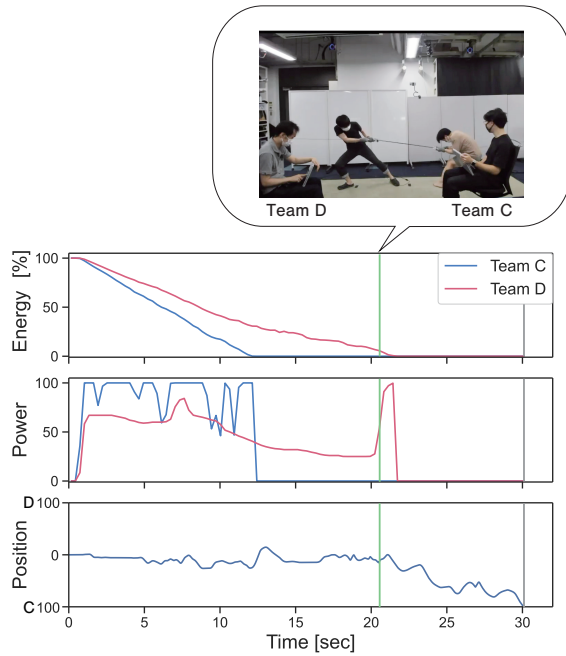 Team D Team C
Energy [%]
100
50
0
Team C
Team D
Power
100
50
0
Position
D 100
0
C 100
0 5 10 15 20 25 30
Time [sec]